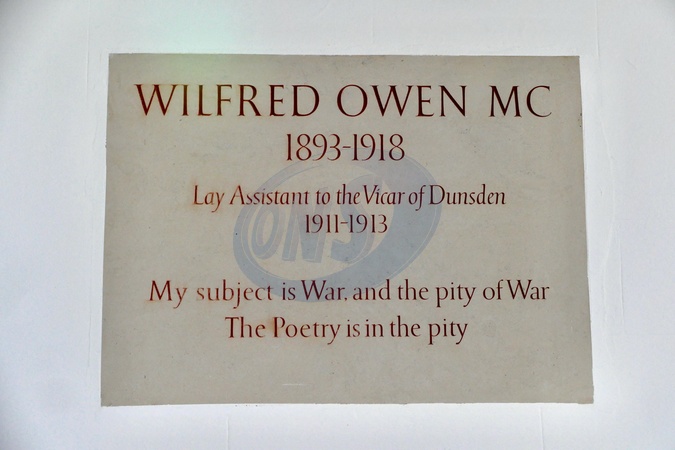 WILFRED OWEN MC
1893-1918
Lay Assistant to the Vicar of Dunsden
1911-1913
ONS
My subject is War, and the pity of War
The Poetry is in the pity